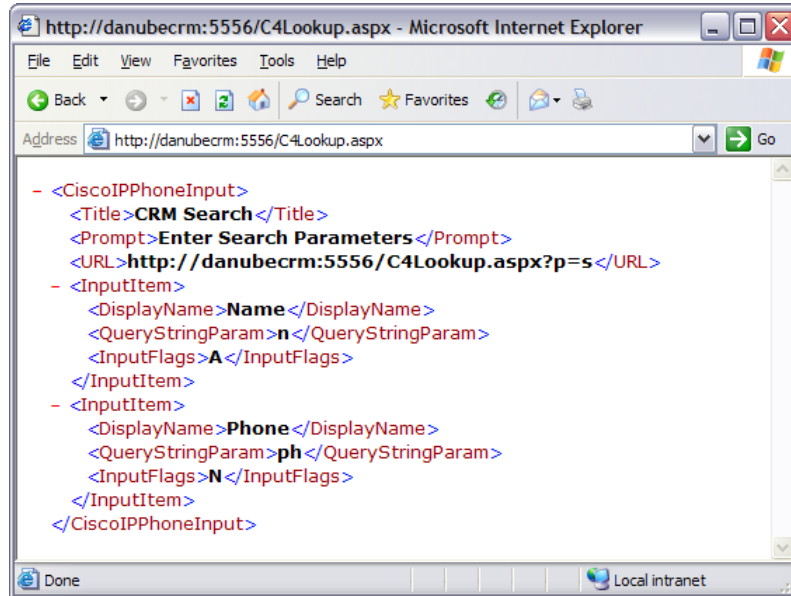 http://danubecrm:5556/C4Lookup.aspx - Microsoft Internet Explorer
File Edit View Favorites Tools Help
Back Search Favorites
Address http://danubecrm:5556/C4Lookup.aspx Go
- <CiscoIPPhoneInput>
<Title>CRM Search</Title>
<Prompt>Enter Search Parameters</Prompt>
<URL>http://danubecrm:5556/C4Lookup.aspx?p=s</URL>
- <InputItem>
<DisplayName>Name</DisplayName>
<QueryStringParam>n</QueryStringParam>
<InputFlags>A</InputFlags>
</InputItem>
- <InputItem>
<DisplayName>Phone</DisplayName>
<QueryStringParam>ph</QueryStringParam>
<InputFlags>N</InputFlags>
</InputItem>
</CiscoIPPhoneInput>
Done Local intranet